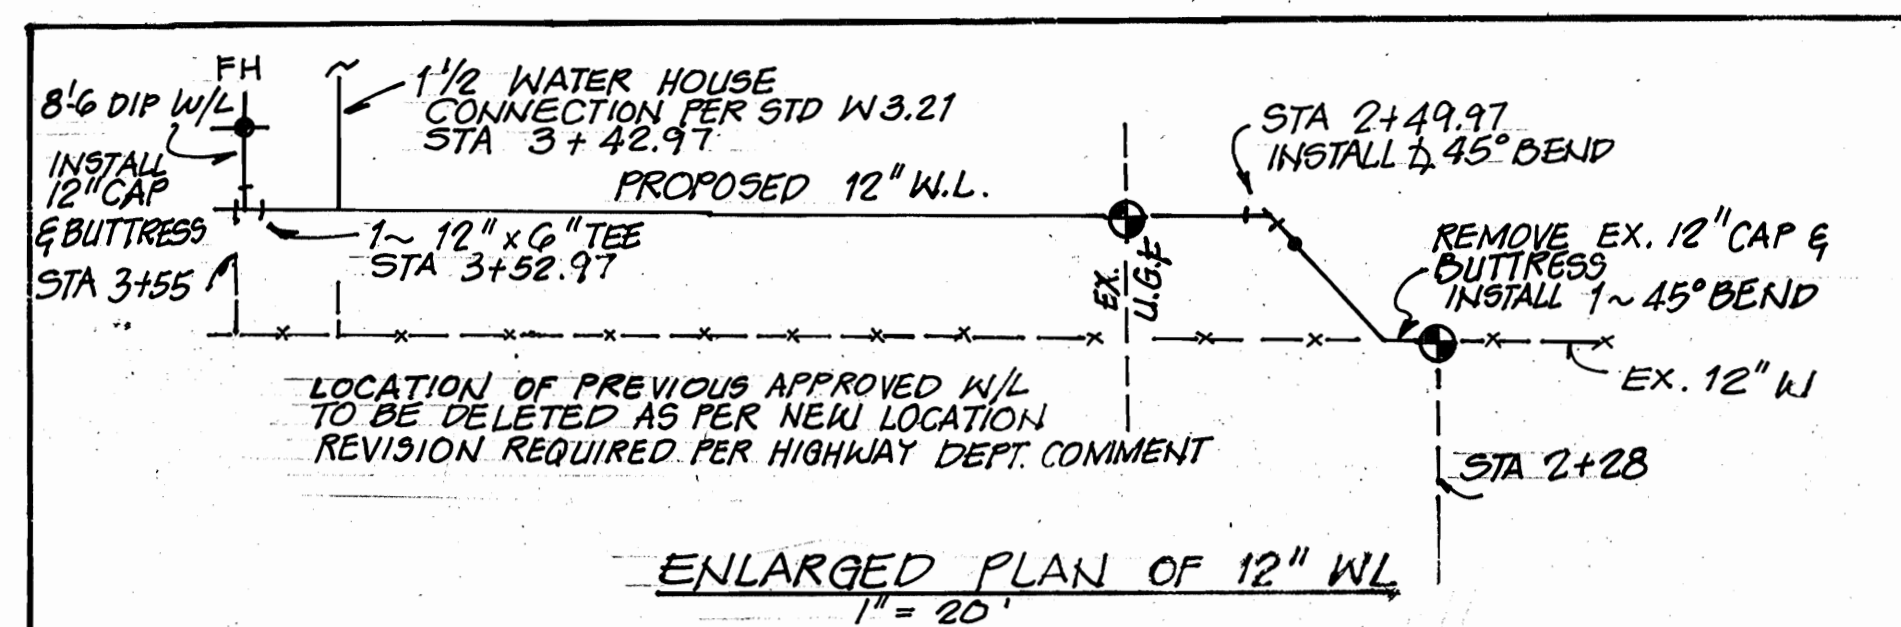 FH
8'-6 DIP W/L
INSTALL
12" CAP
& BUTTRESS
STA 3+55
1 1/2 WATER HOUSE
CONNECTION PER STD W3.21
STA 3+42.97
PROPOSED 12" W.L.
1~ 12" x 6" TEE
STA 3+52.97
EX.
U.G.
STA 2+49.97
INSTALL 45° BEND
REMOVE EX. 12" CAP &
BUTTRESS
INSTALL 1~ 45° BEND
EX. 12" W
STA 2+28
LOCATION OF PREVIOUS APPROVED W/L
TO BE DELETED AS PER NEW LOCATION
REVISION REQUIRED PER HIGHWAY DEPT. COMMENT
ENLARGED PLAN OF 12" WL
1" = 20'